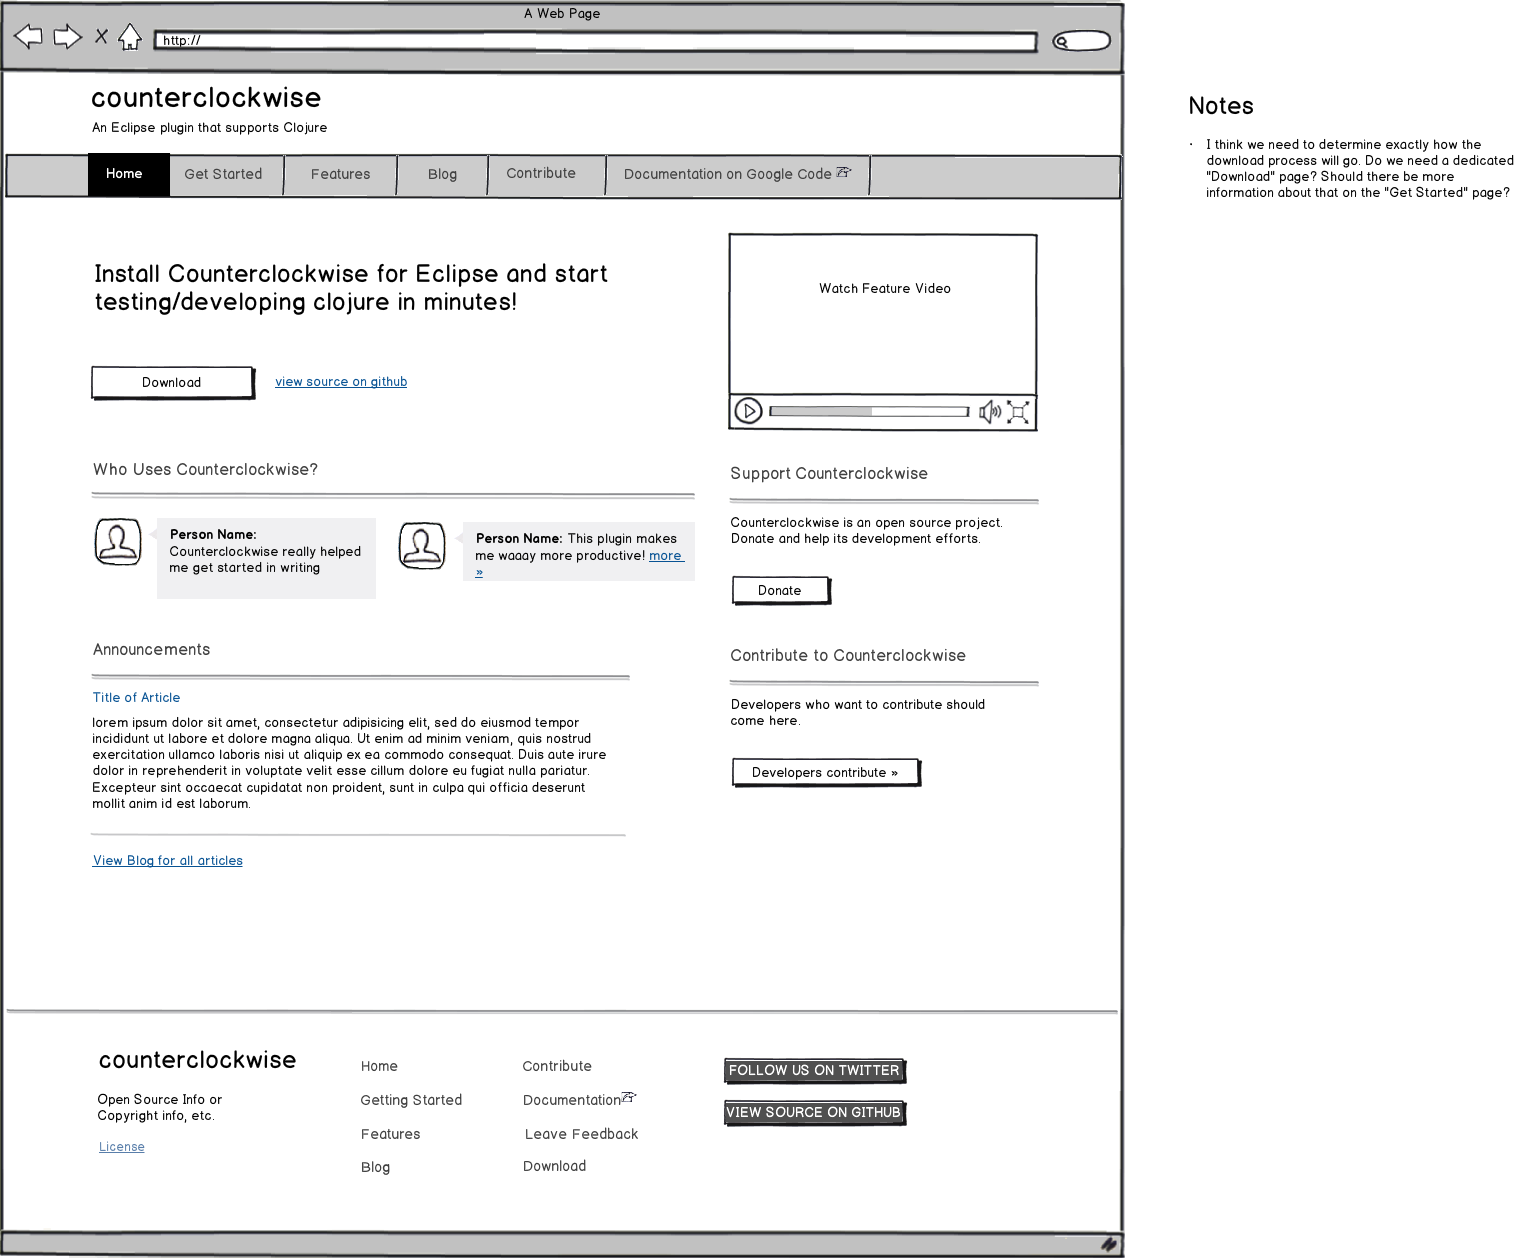 A Web Page
http://
counterclockwise
An Eclipse plugin that supports Clojure
Home
Get Started
Features
Blog
Contribute
Documentation on Google Code
Install Counterclockwise for Eclipse and start
testing/developing clojure in minutes!
Download
view source on github
Watch Feature Video
Who Uses Counterclockwise?
Person Name:
Counterclockwise really helped
me get started in writing
Person Name: This plugin makes
me waaay more productive! more
»
Support Counterclockwise
Counterclockwise is an open source project.
Donate and help its development efforts.
Donate
Announcements
Title of Article
lorem ipsum dolor sit amet, consectetur adipisicing elit, sed do eiusmod tempor
incididunt ut labore et dolore magna aliqua. Ut enim ad minim veniam, quis nostrud
exercitation ullamco laboris nisi ut aliquip ex ea commodo consequat. Duis aute irure
dolor in reprehenderit in voluptate velit esse cillum dolore eu fugiat nulla pariatur.
Excepteur sint occaecat cupidatat non proident, sunt in culpa qui officia deserunt
mollit anim id est laborum.
View Blog for all articles
Contribute to Counterclockwise
Developers who want to contribute should
come here.
Developers contribute »
counterclockwise
Open Source Info or
Copyright info, etc.
License
Home
Getting Started
Features
Blog
Contribute
Documentation
Leave Feedback
Download
FOLLOW US ON TWITTER
VIEW SOURCE ON GITHUB
Notes
· I think we need to determine exactly how the
download process will go. Do we need a dedicated
"Download" page? Should there be more
information about that on the "Get Started" page?